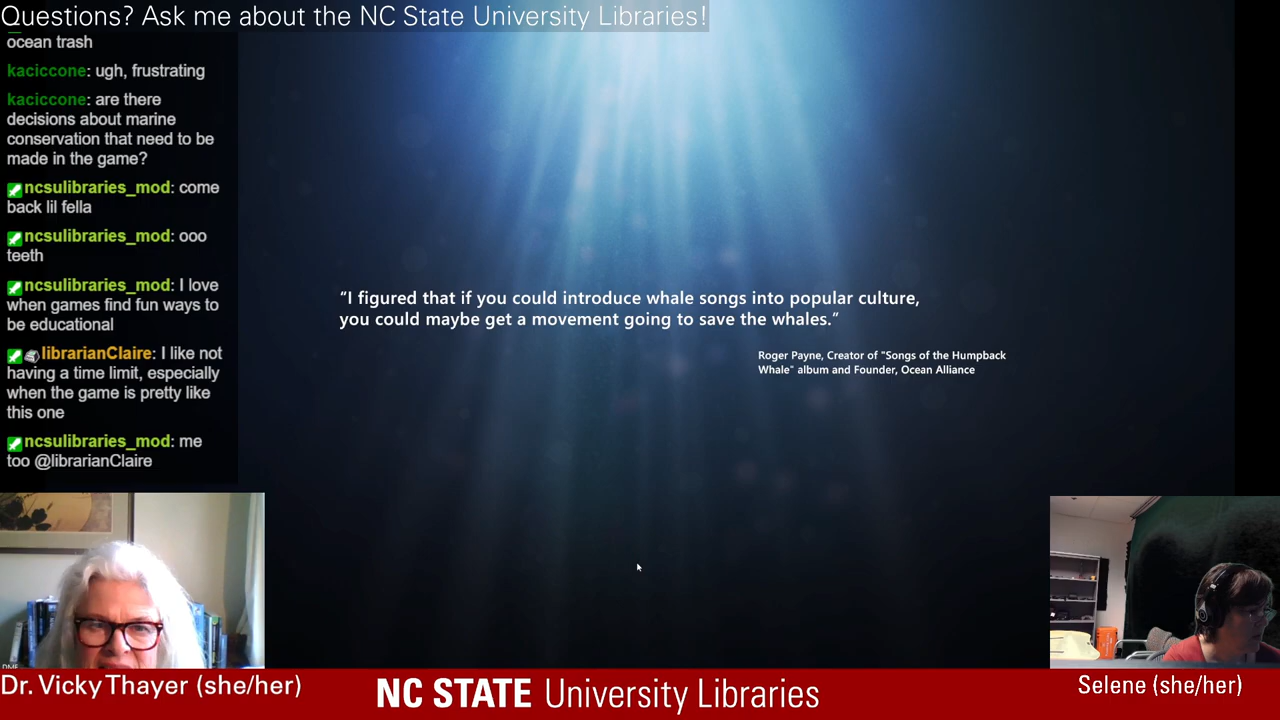 Questions? Ask me about the NC State University Libraries!
ocean trash
kaciccone: ugh, frustrating
kaciccone: are there
decisions about marine
conservation that need to be
made in the game?
ncsulibraries_mod: come
back lil fella
ncsulibraries_mod: ooo
teeth
ncsulibraries_mod: I love
when games find fun ways to
be educational
librarianClaire: I like not
having a time limit, especially
when the game is pretty like
this one
ncsulibraries_mod: me
too @librarianClaire
“I figured that if you could introduce whale songs into popular culture,
you could maybe get a movement going to save the whales.”
Roger Payne, Creator of "Songs of the Humpback
Whale" album and Founder, Ocean Alliance
Dr. Vicky Thayer (she/her)
NC STATE University Libraries
Selene (she/her)